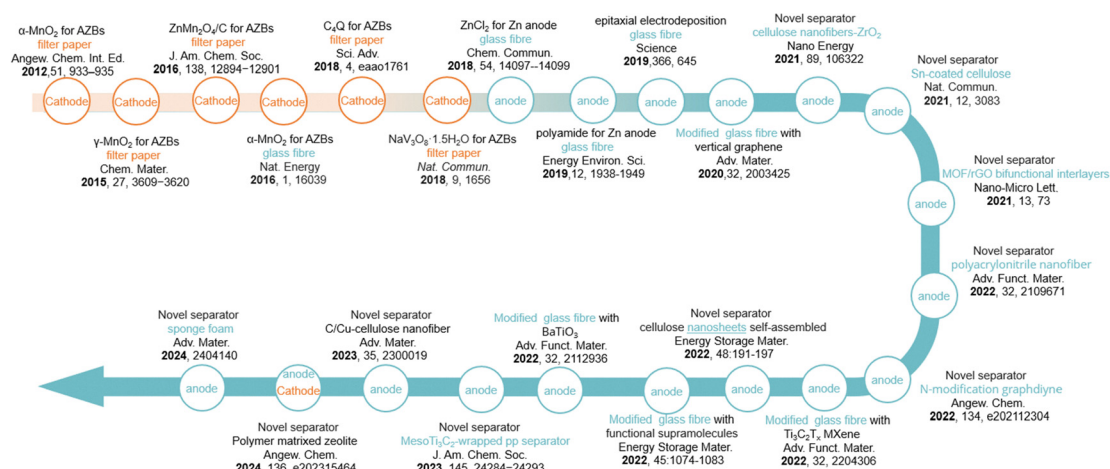 α-MnO₂ for AZBs
filter paper
Angew. Chem. Int. Ed.
2012,51, 933–935
ZnMn₂O₄/C for AZBs
filter paper
J. Am. Chem. Soc.
2016, 138, 12894−12901
C₄Q for AZBs
filter paper
Sci. Adv.
2018, 4, eaao1761
ZnCl₂ for Zn anode
glass fibre
Chem. Commun.
2018, 54, 14097--14099
epitaxial electrodeposition
glass fibre
Science
2019,366, 645
Novel separator
cellulose nanofibers-ZrO₂
Nano Energy
2021, 89, 106322
Novel separator
Sn-coated cellulose
Nat. Commun.
2021, 12, 3083
Cathode
Cathode
Cathode
Cathode
Cathode
Cathode
anode
anode
anode
anode
anode
anode
γ-MnO₂ for AZBs
filter paper
Chem. Mater.
2015, 27, 3609−3620
α-MnO₂ for AZBs
glass fibre
Nat. Energy
2016, 1, 16039
NaV₃O₈·1.5H₂O for AZBs
filter paper
Nat. Commun.
2018, 9, 1656
polyamide for Zn anode
glass fibre
Energy Environ. Sci.
2019,12, 1938-1949
Modified glass fibre with
vertical graphene
Adv. Mater.
2020,32, 2003425
Novel separator
MOF/rGO bifunctional interlayers
Nano-Micro Lett.
2021, 13, 73
anode
Novel separator
polyacrylonitrile nanofiber
Adv. Funct. Mater.
2022, 32, 2109671
anode
Novel separator
sponge foam
Adv. Mater.
2024, 2404140
Novel separator
C/Cu-cellulose nanofiber
Adv. Mater.
2023, 35, 2300019
Modified glass fibre with
BaTiO₃
Adv. Funct. Mater.
2022, 32, 2112936
Novel separator
cellulose nanosheets self-assembled
Energy Storage Mater.
2022, 48:191-197
anode
anode
Cathode
anode
anode
anode
anode
anode
anode
anode
Novel separator
N-modification graphdiyne
Angew. Chem.
2022, 134, e202112304
Novel separator
Polymer matrixed zeolite
Angew. Chem.
2024, 136, e202315464
Novel separator
MesoTi₃C₂-wrapped pp separator
J. Am. Chem. Soc.
2023, 145, 24284−24293
Modified glass fibre with
functional supramolecules
Energy Storage Mater.
2022, 45:1074-1083
Modified glass fibre with
Ti₃C₂Tₓ MXene
Adv. Funct. Mater.
2022, 32, 2204306